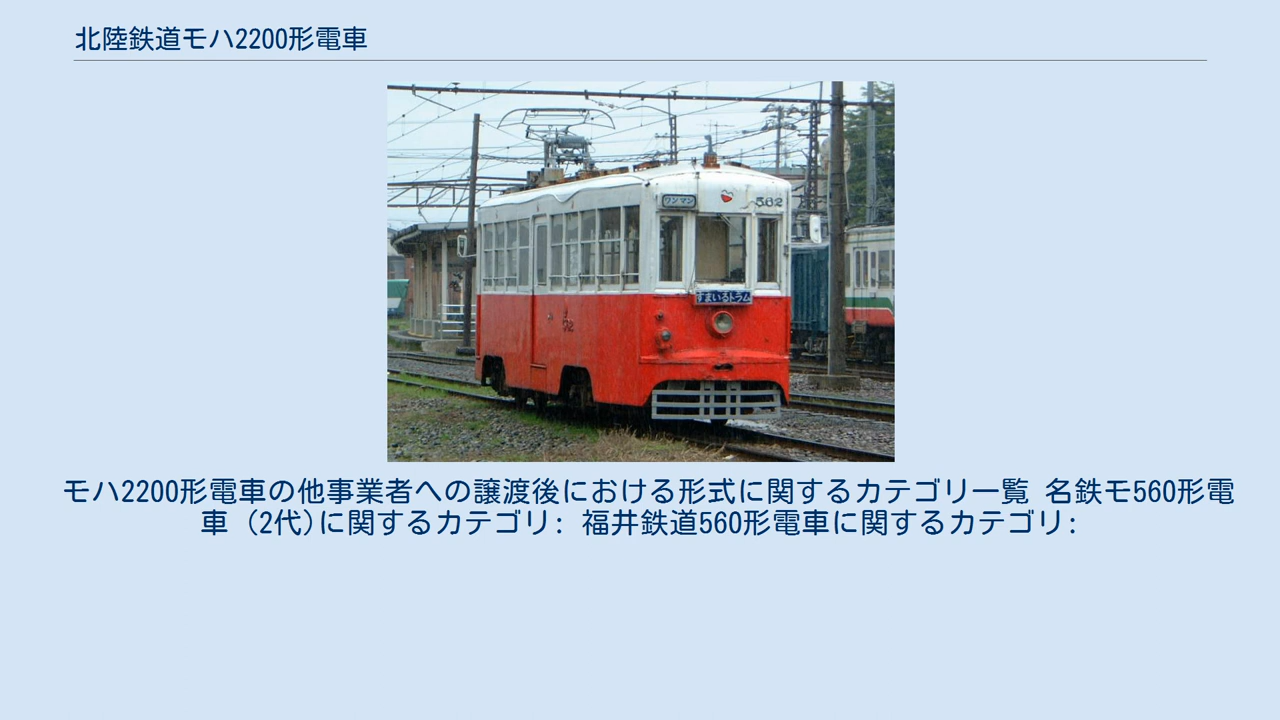 北陸鉄道モハ2200形電車
ワンマン
562
すまいるトラム
562
モハ2200形電車の他事業者への譲渡後における形式に関するカテゴリ一覧 名鉄モ560形電
車 (2代)に関するカテゴリ: 福井鉄道560形電車に関するカテゴリ: